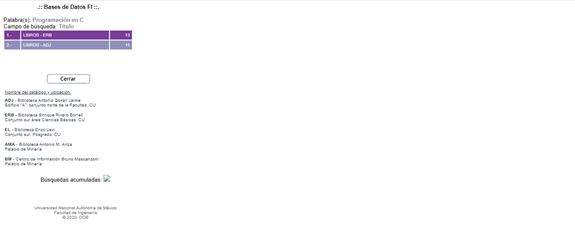 .:: Bases de Datos FI ::.
Palabra(s): Programación en C
Campo de búsqueda: Título
1.- LIBROS - ERB 13
2.- LIBROS - ADJ 15
Cerrar
Nombre del catálogo y ubicación:
ADJ - Biblioteca Antonio Dovalí Jaime
Edificio "A", conjunto norte de la Facultad, CU
ERB - Biblioteca Enrique Rivero Borrell
Conjunto sur área Ciencias Básicas, CU
EL - Biblioteca Enzo Levi
Conjunto sur, Posgrado, CU
AMA - Biblioteca Antonio M. Anza
Palacio de Minería
BM - Centro de Información Bruno Mascanzoni
Palacio de Minería
Búsquedas acumuladas:
Universidad Nacional Autónoma de México
Facultad de Ingeniería
© 2020.